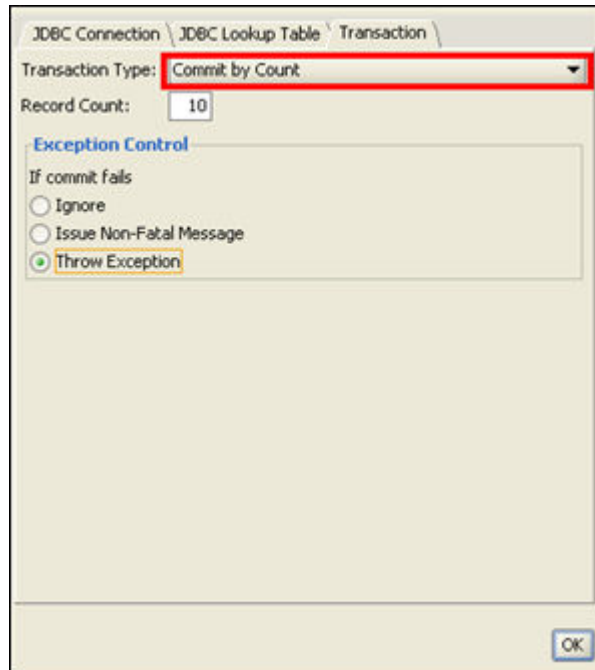 JDBC Connection JDBC Lookup Table Transaction
Transaction Type: Commit by Count
Record Count: 10
Exception Control
If commit fails
Ignore
Issue Non-Fatal Message
Throw Exception
OK